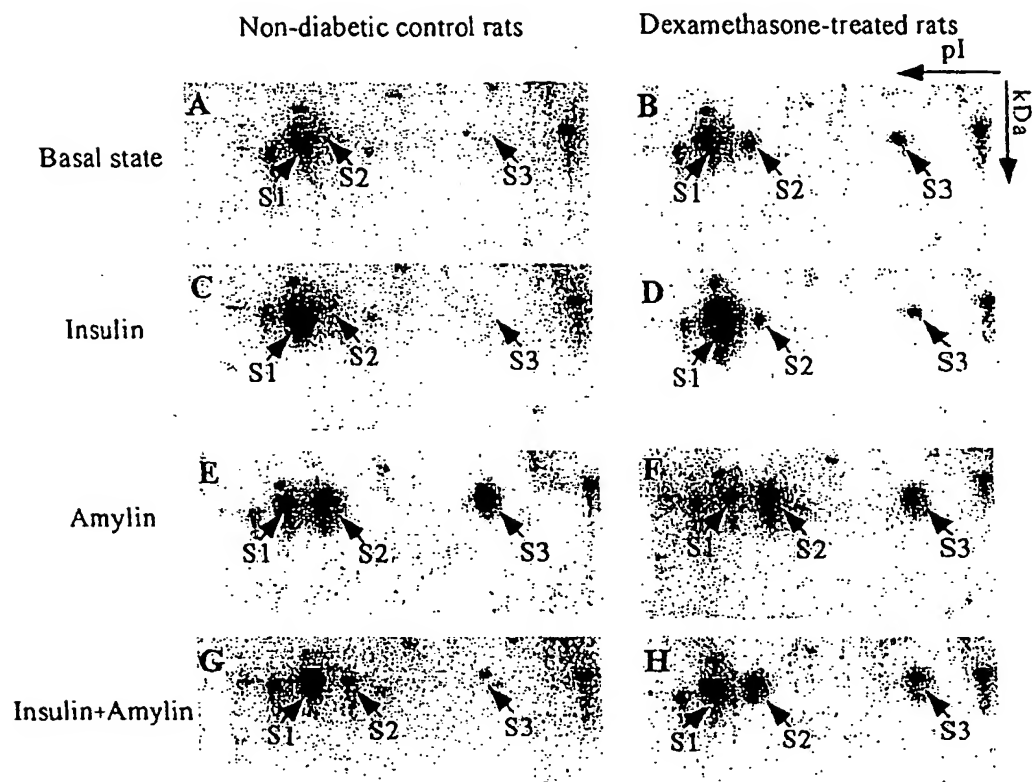 Non-diabetic control rats
Dexamethasone-treated rats
pI
kDa
Basal state
A
S1
S2
S3
B
S1
S2
S3
Insulin
C
S1
S2
S3
D
S1
S2
S3
Amylin
E
S1
S2
S3
F
S1
S2
S3
Insulin+Amylin
G
S1
S2
S3
H
S1
S2
S3